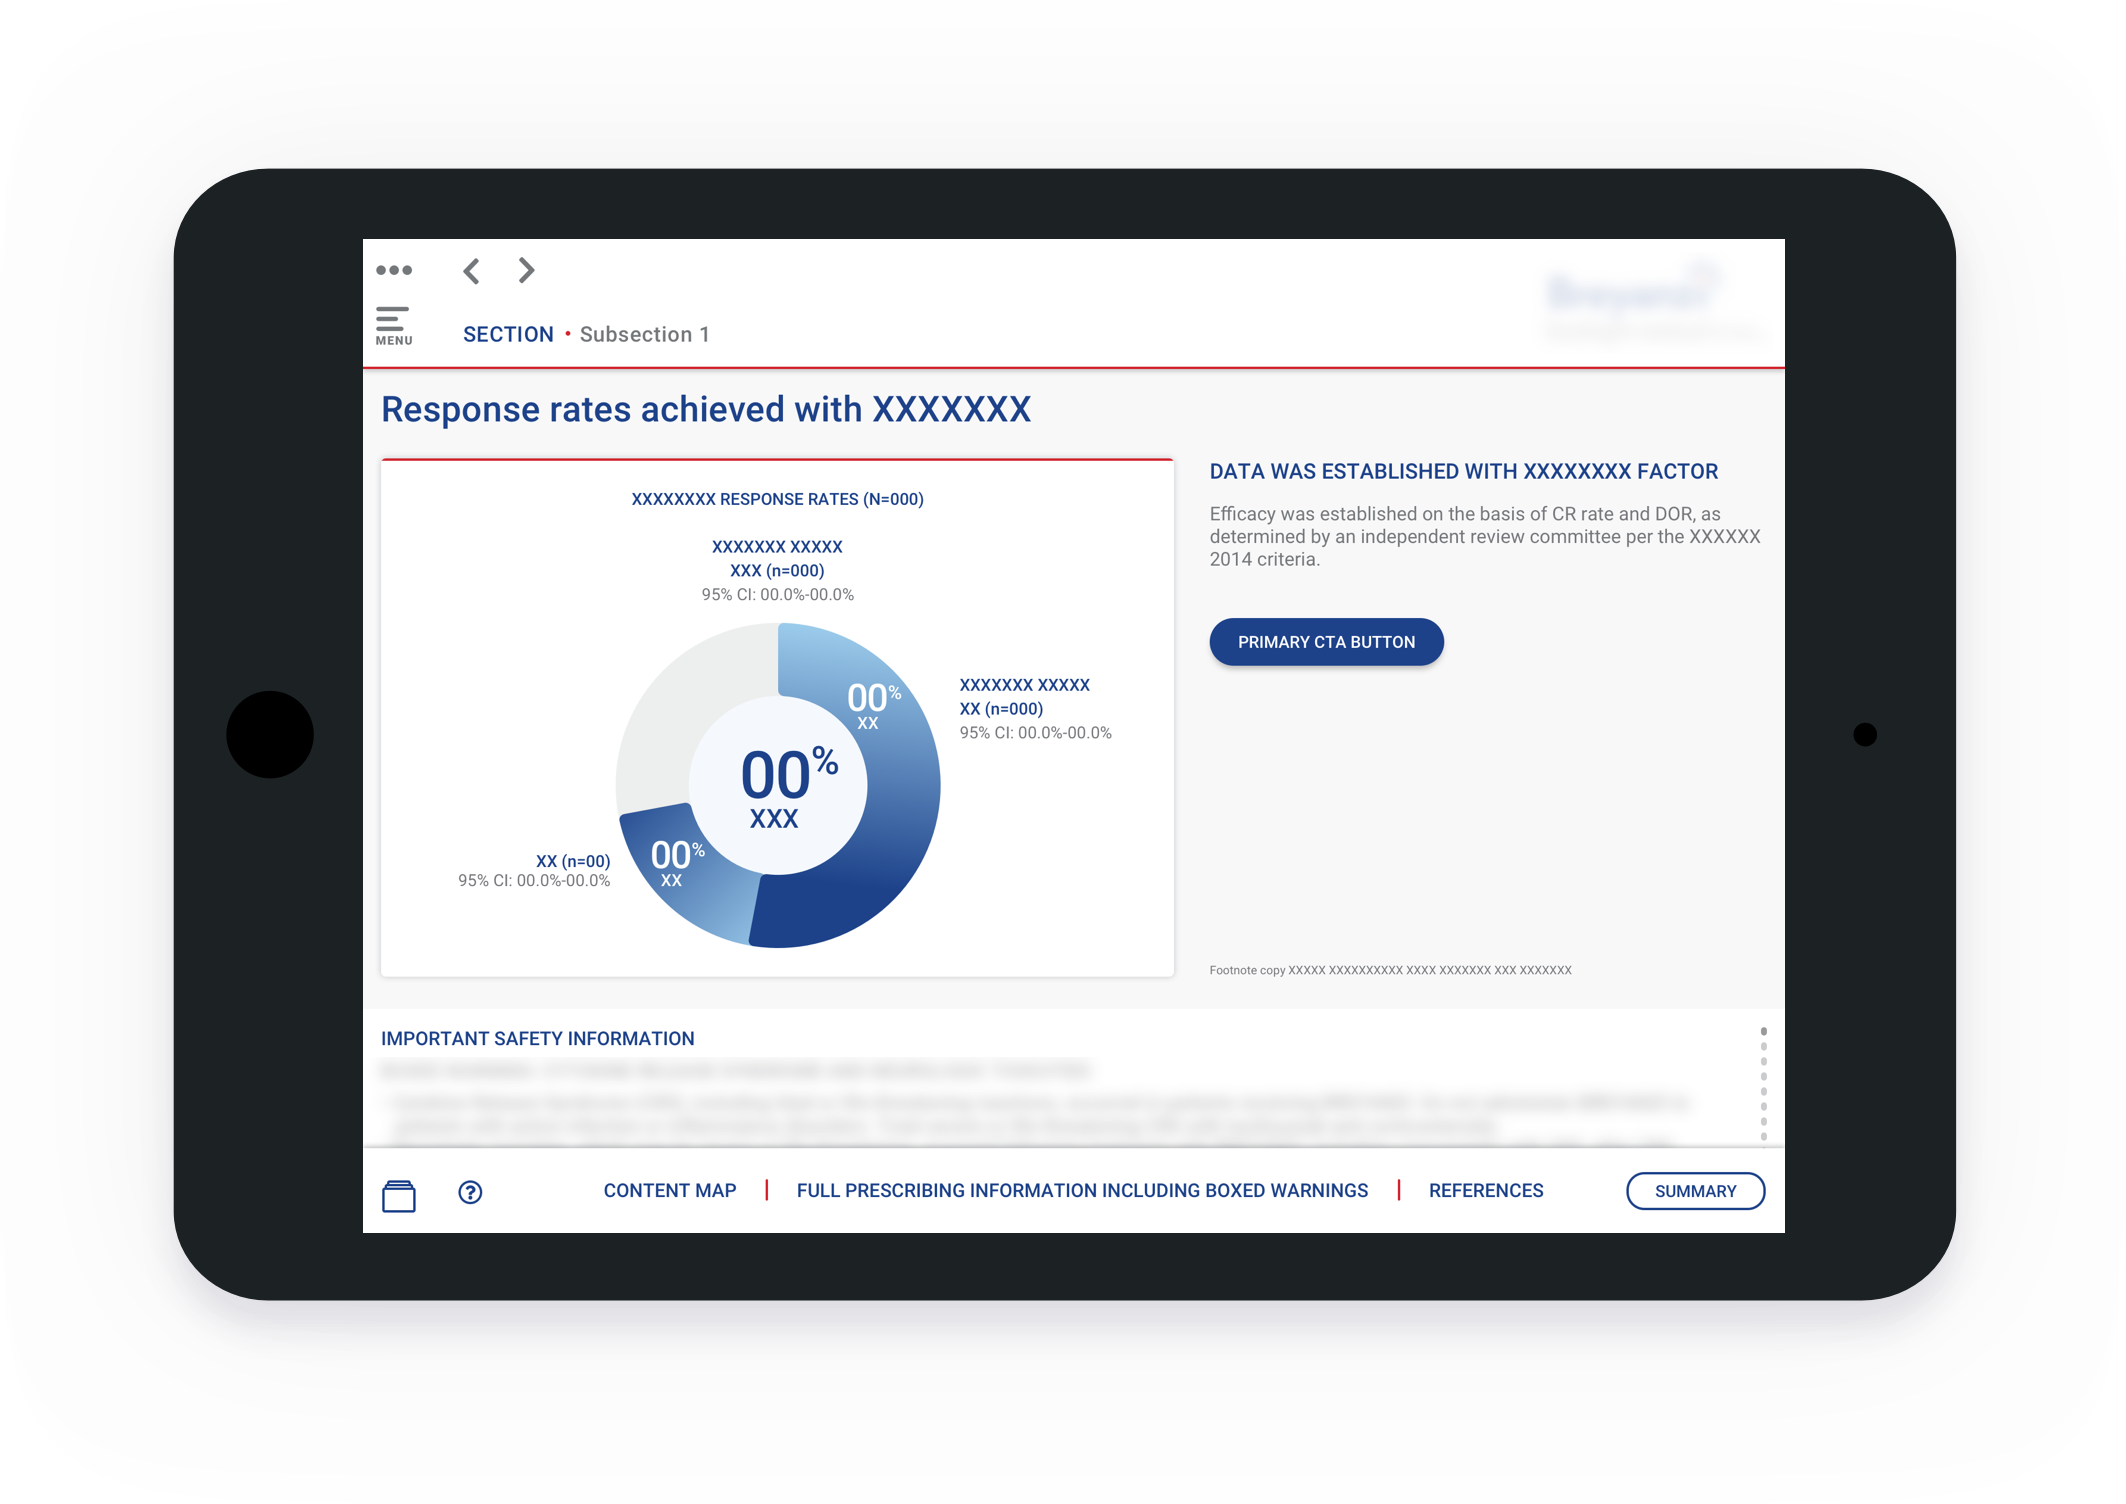 MENU
SECTION • Subsection 1
Response rates achieved with XXXXXXX
XXXXXXXX RESPONSE RATES (N=000)
XXXXXXX XXXXX
XXX (n=000)
95% CI: 00.0%-00.0%
00%
XX
XXXXXXX XXXXX
XX (n=000)
95% CI: 00.0%-00.0%
00%
XXX
00%
XX
XX (n=00)
95% CI: 00.0%-00.0%
DATA WAS ESTABLISHED WITH XXXXXXXX FACTOR
Efficacy was established on the basis of CR rate and DOR, as
determined by an independent review committee per the XXXXXX
2014 criteria.
PRIMARY CTA BUTTON
Footnote copy XXXXX XXXXXXXXXX XXXX XXXXXXX XXX XXXXXXX
IMPORTANT SAFETY INFORMATION
CONTENT MAP | FULL PRESCRIBING INFORMATION INCLUDING BOXED WARNINGS | REFERENCES
SUMMARY